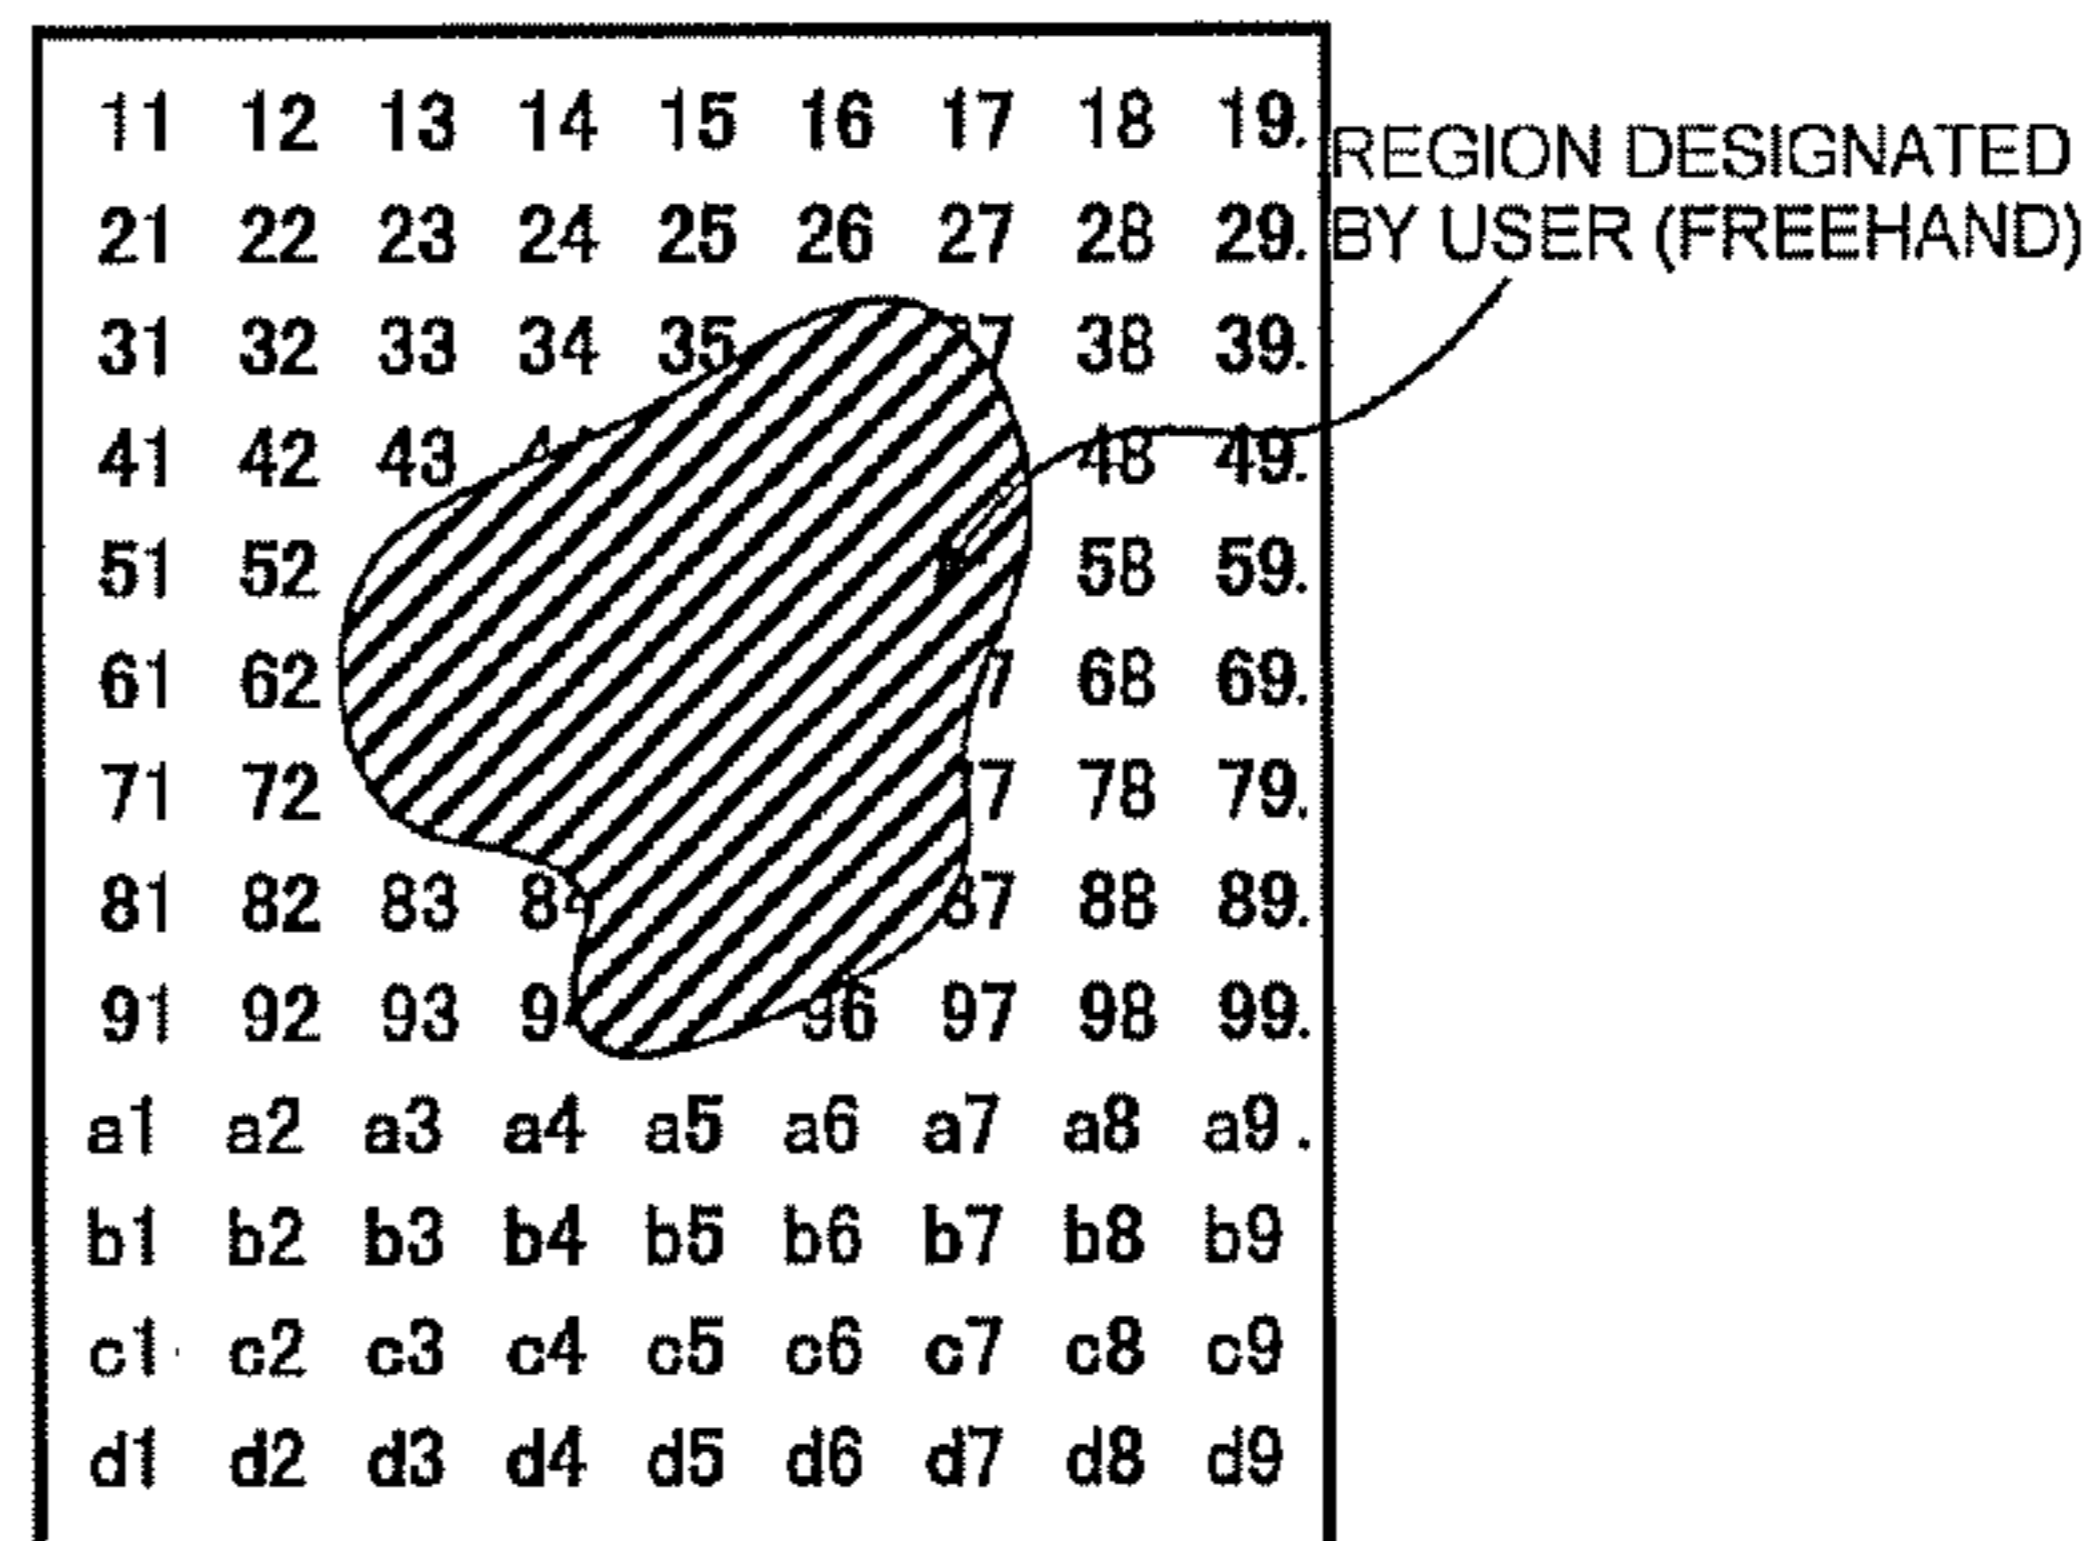 11 12 13 14 15 16 17 18 19.
REGION DESIGNATED
21 22 23 24 25 26 27 28 29.
BY USER (FREEHAND)
31 32 33 34 35 38 39.
41 42 43 48 49.
51 52 58 59.
61 62 68 69.
71 72 78 79.
81 82 83 84 87 88 89.
91 92 93 96 97 98 99.
a1 a2 a3 a4 a5 a6 a7 a8 a9.
b1 b2 b3 b4 b5 b6 b7 b8 b9
c1 c2 c3 c4 c5 c6 c7 c8 c9
d1 d2 d3 d4 d5 d6 d7 d8 d9